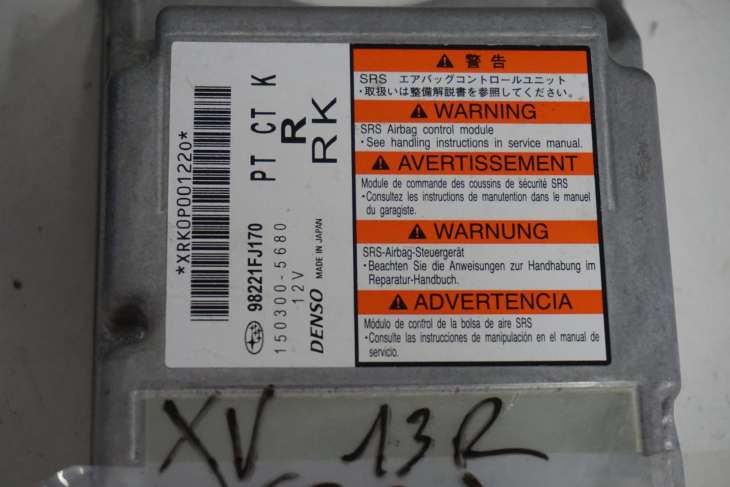 *XRK0P001220*
PT CT K
R
RK
98221FJ170
150300-5680
12V
DENSO MADE IN JAPAN
警告
SRS エアバッグコントロールユニット
・取扱いは整備解説書を参照してください。
WARNING
SRS Airbag control module
・See handling instructions in service manual.
AVERTISSEMENT
Module de commande des coussins de sécurité SRS
・Consultez les instructions de manutention dans le manuel
du garagiste.
WARNUNG
SRS-Airbag-Steuergerät
・Beachten Sie die Anweisungen zur Handhabung im
Reparatur-Handbuch.
ADVERTENCIA
Módulo de control de la bolsa de aire SRS
・Consulte las instrucciones de manipulación en el manual de
servicio.
XV 13R